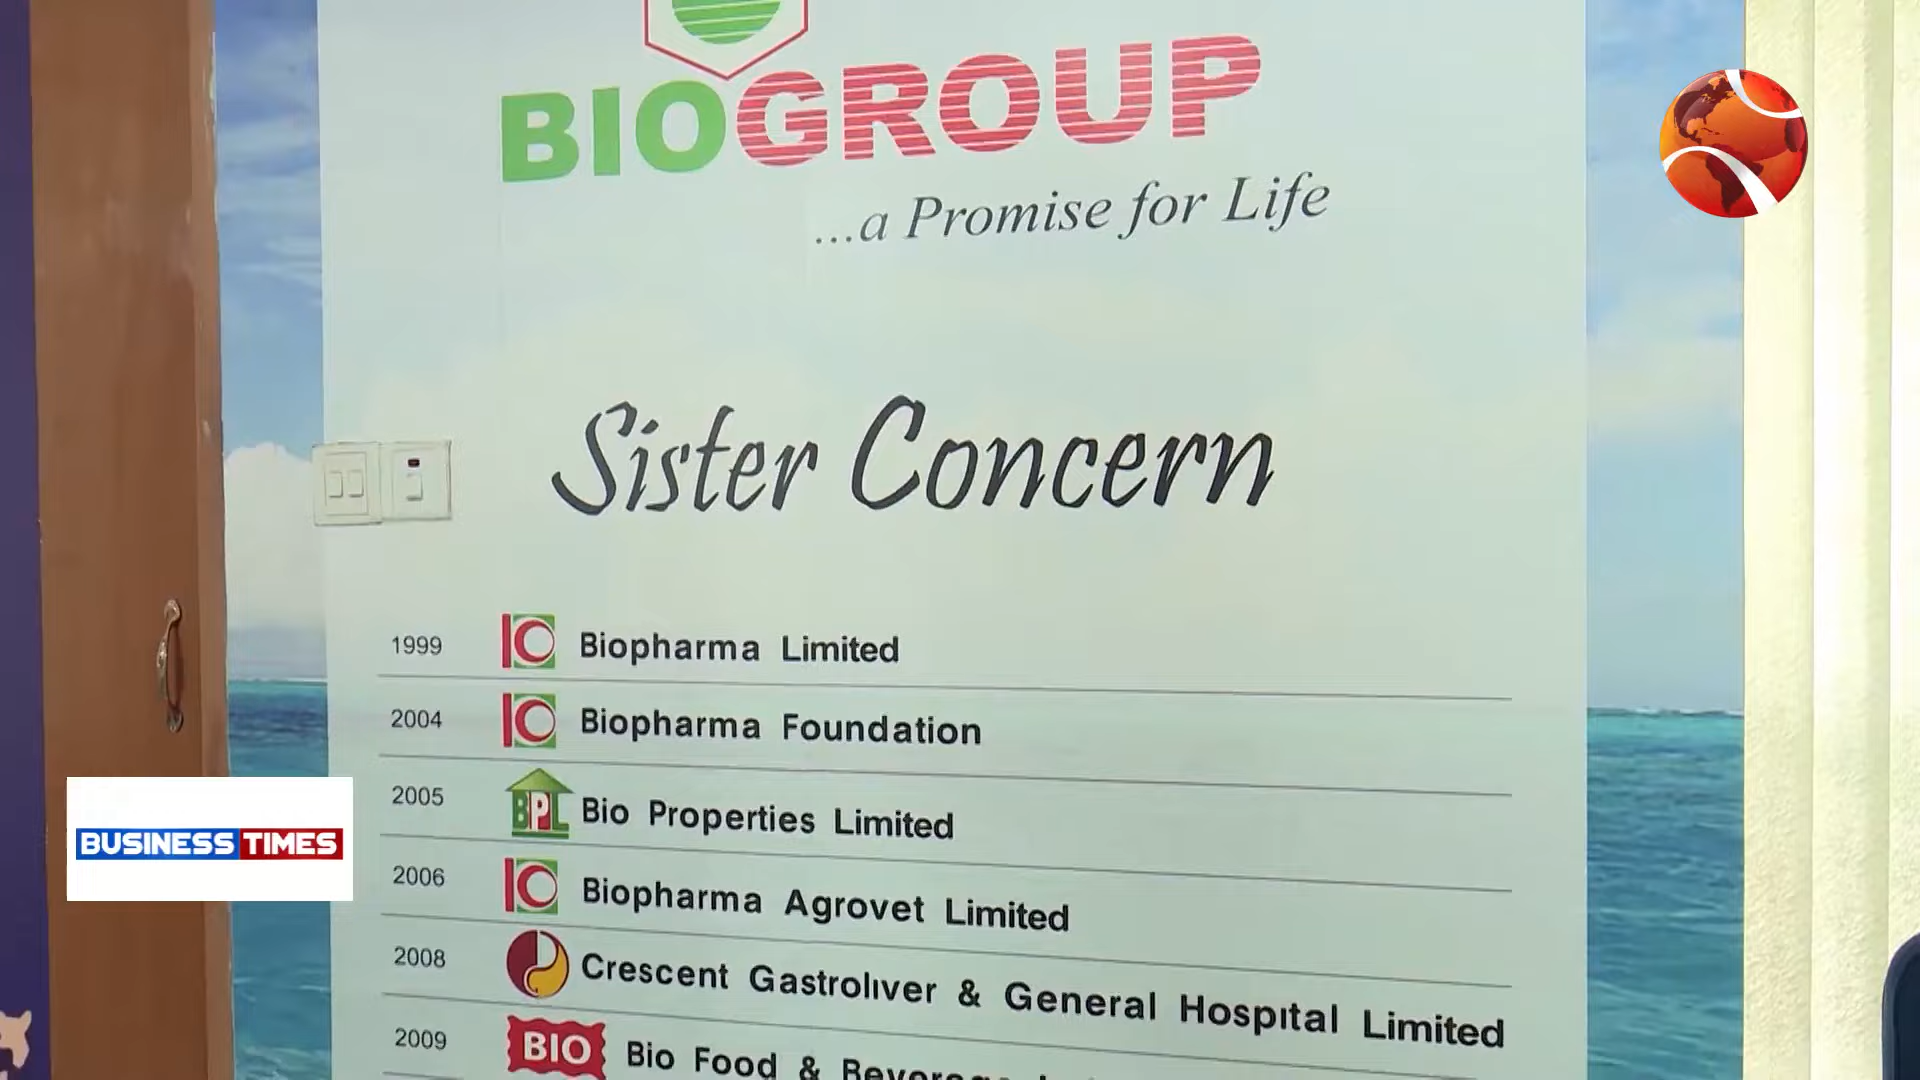 BIOGROUP
...a Promise for Life
Sister Concern
1999 Biopharma Limited
2004 Biopharma Foundation
2005 BPL Bio Properties Limited
2006 Biopharma Agrovet Limited
2008 Crescent Gastroliver & General Hospital Limited
2009 BIO Bio Food & Beverage
BUSINESS TIMES